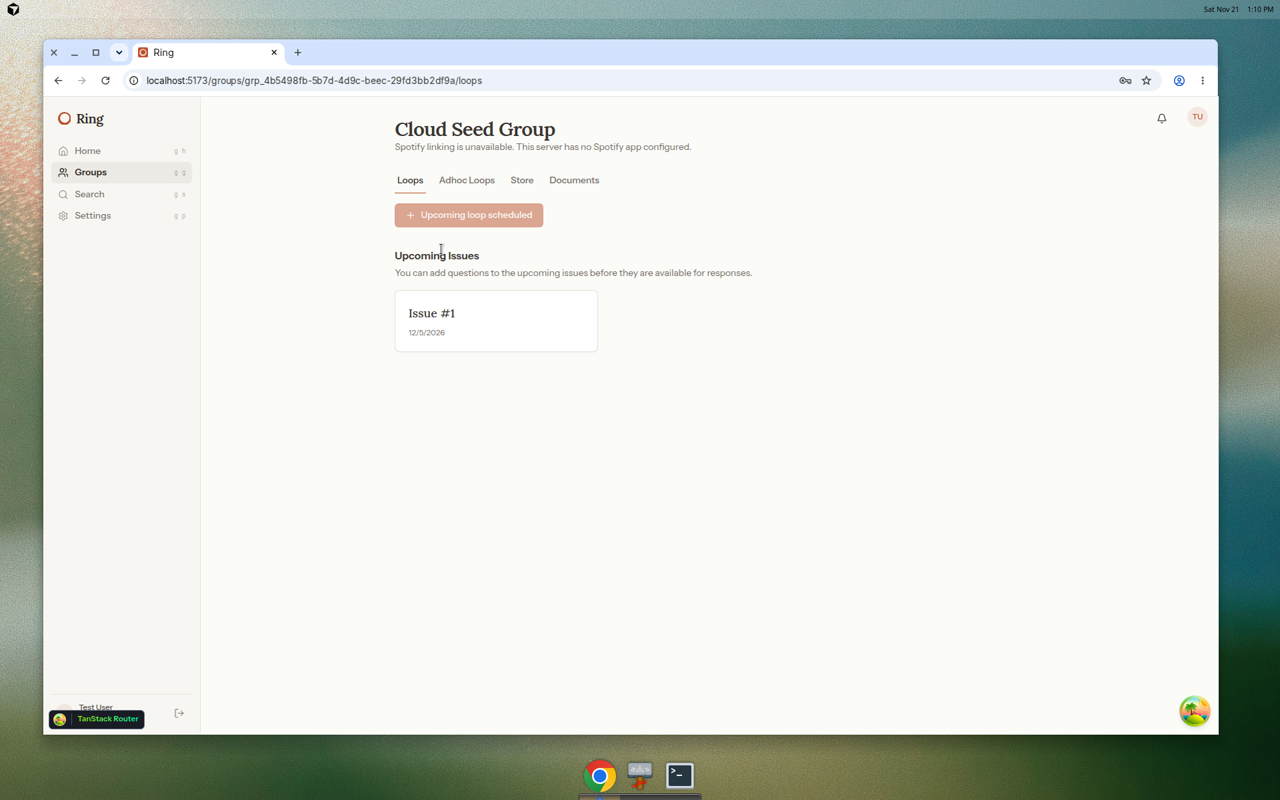 Sat Nov 21 1:10 PM
Ring
localhost:5173/groups/grp_4b5498fb-5b7d-4d9c-beec-29fd3bb2df9a/loops
Ring
Home g h
Groups g g
Search g s
Settings g p
Cloud Seed Group
Spotify linking is unavailable. This server has no Spotify app configured.
TU
Loops Adhoc Loops Store Documents
+ Upcoming loop scheduled
Upcoming Issues
You can add questions to the upcoming issues before they are available for responses.
Issue #1
12/5/2026
Test User
TanStack Router